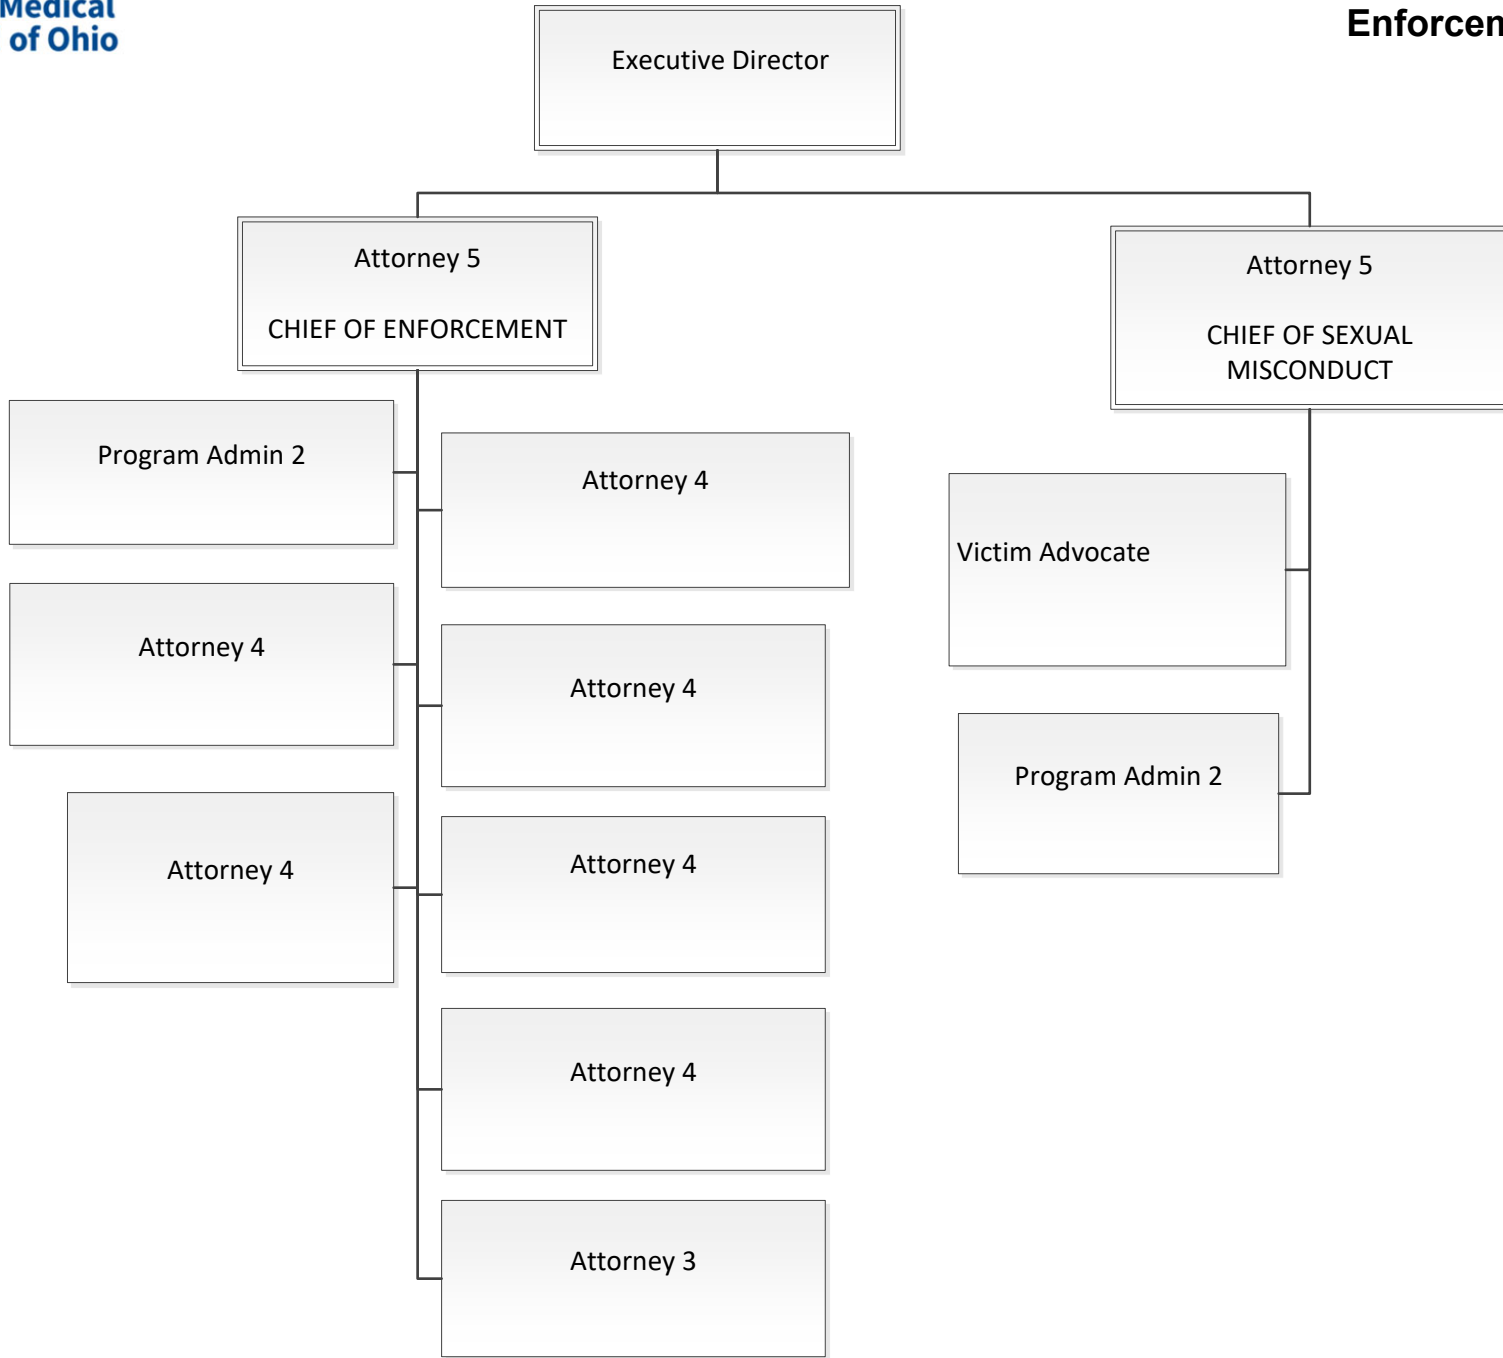 Medical
of Ohio
Enforcem
Executive Director
Attorney 5
CHIEF OF ENFORCEMENT
Attorney 5
CHIEF OF SEXUAL
MISCONDUCT
Program Admin 2
Attorney 4
Attorney 4
Attorney 4
Attorney 4
Attorney 4
Attorney 4
Attorney 3
Victim Advocate
Program Admin 2